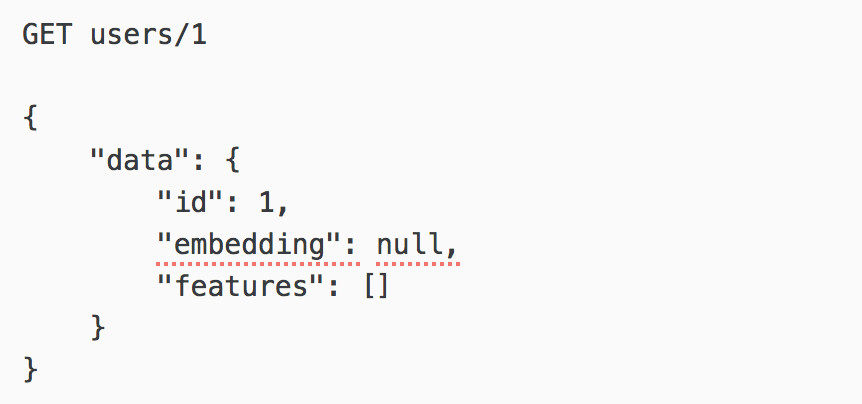 GET users/1
{
"data": {
"id": 1,
"embedding": null,
"features": []
}
}